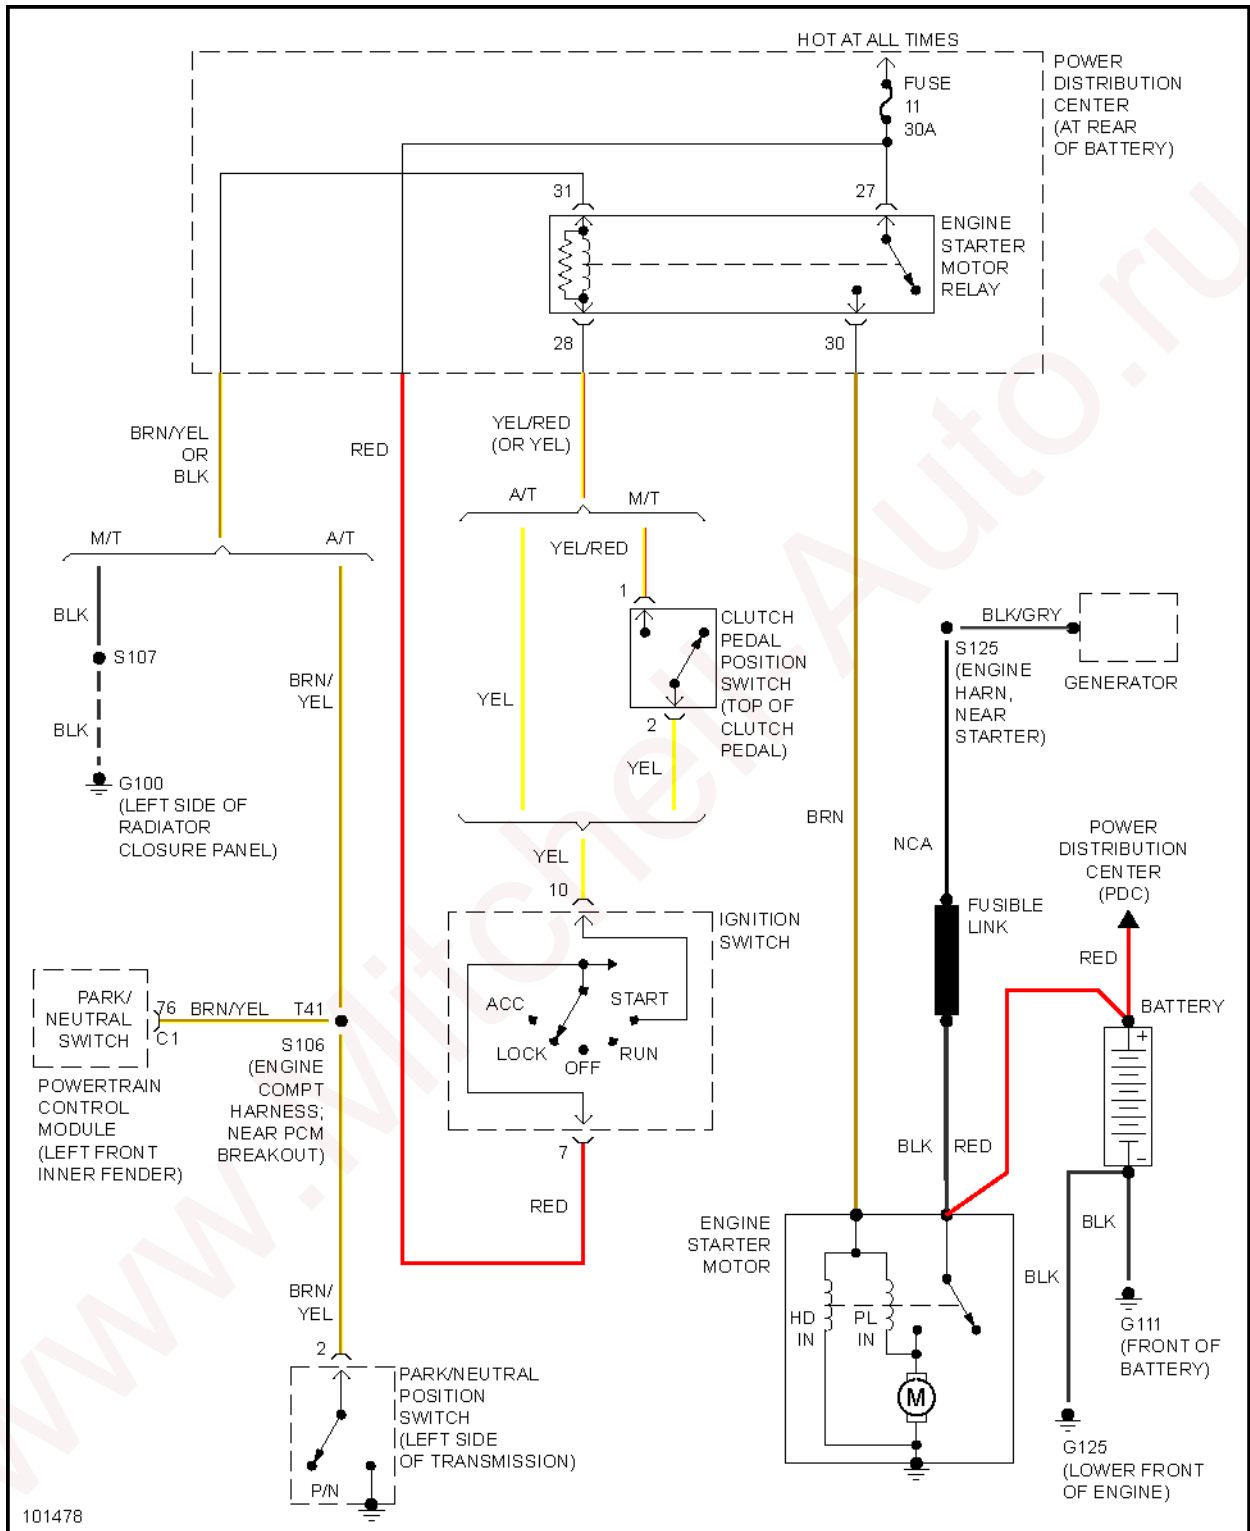 HOT AT ALL TIMES
POWER
DISTRIBUTION
CENTER
(AT REAR
OF BATTERY)
FUSE
11
30A
31
27
ENGINE
STARTER
MOTOR
RELAY
28
30
BRN/YEL
OR
BLK
RED
YEL/RED
(OR YEL)
A/T
M/T
M/T
A/T
YEL/RED
1
BLK
S107
BLK
G100
(LEFT SIDE OF
RADIATOR
CLOSURE PANEL)
BRN/
YEL
YEL
CLUTCH
PEDAL
POSITION
SWITCH
(TOP OF
CLUTCH
PEDAL)
2
YEL
BLK/GRY
S125
(ENGINE
HARN,
NEAR
STARTER)
GENERATOR
BRN
NCA
POWER
DISTRIBUTION
CENTER
(PDC)
YEL
10
IGNITION
SWITCH
FUSIBLE
LINK
RED
BATTERY
+
−
ACC
START
LOCK
OFF
RUN
7
RED
PARK/
NEUTRAL
SWITCH
76
C1
BRN/YEL
T41
S106
(ENGINE
COMPT
HARNESS;
NEAR PCM
BREAKOUT)
POWERTRAIN
CONTROL
MODULE
(LEFT FRONT
INNER FENDER)
BLK
RED
ENGINE
STARTER
MOTOR
BLK
BLK
G111
(FRONT OF
BATTERY)
HD
IN
PL
IN
M
G125
(LOWER FRONT
OF ENGINE)
BRN/
YEL
2
PARK/NEUTRAL
POSITION
SWITCH
(LEFT SIDE
OF TRANSMISSION)
P/N
101478
www.Mitchell-Auto.ru